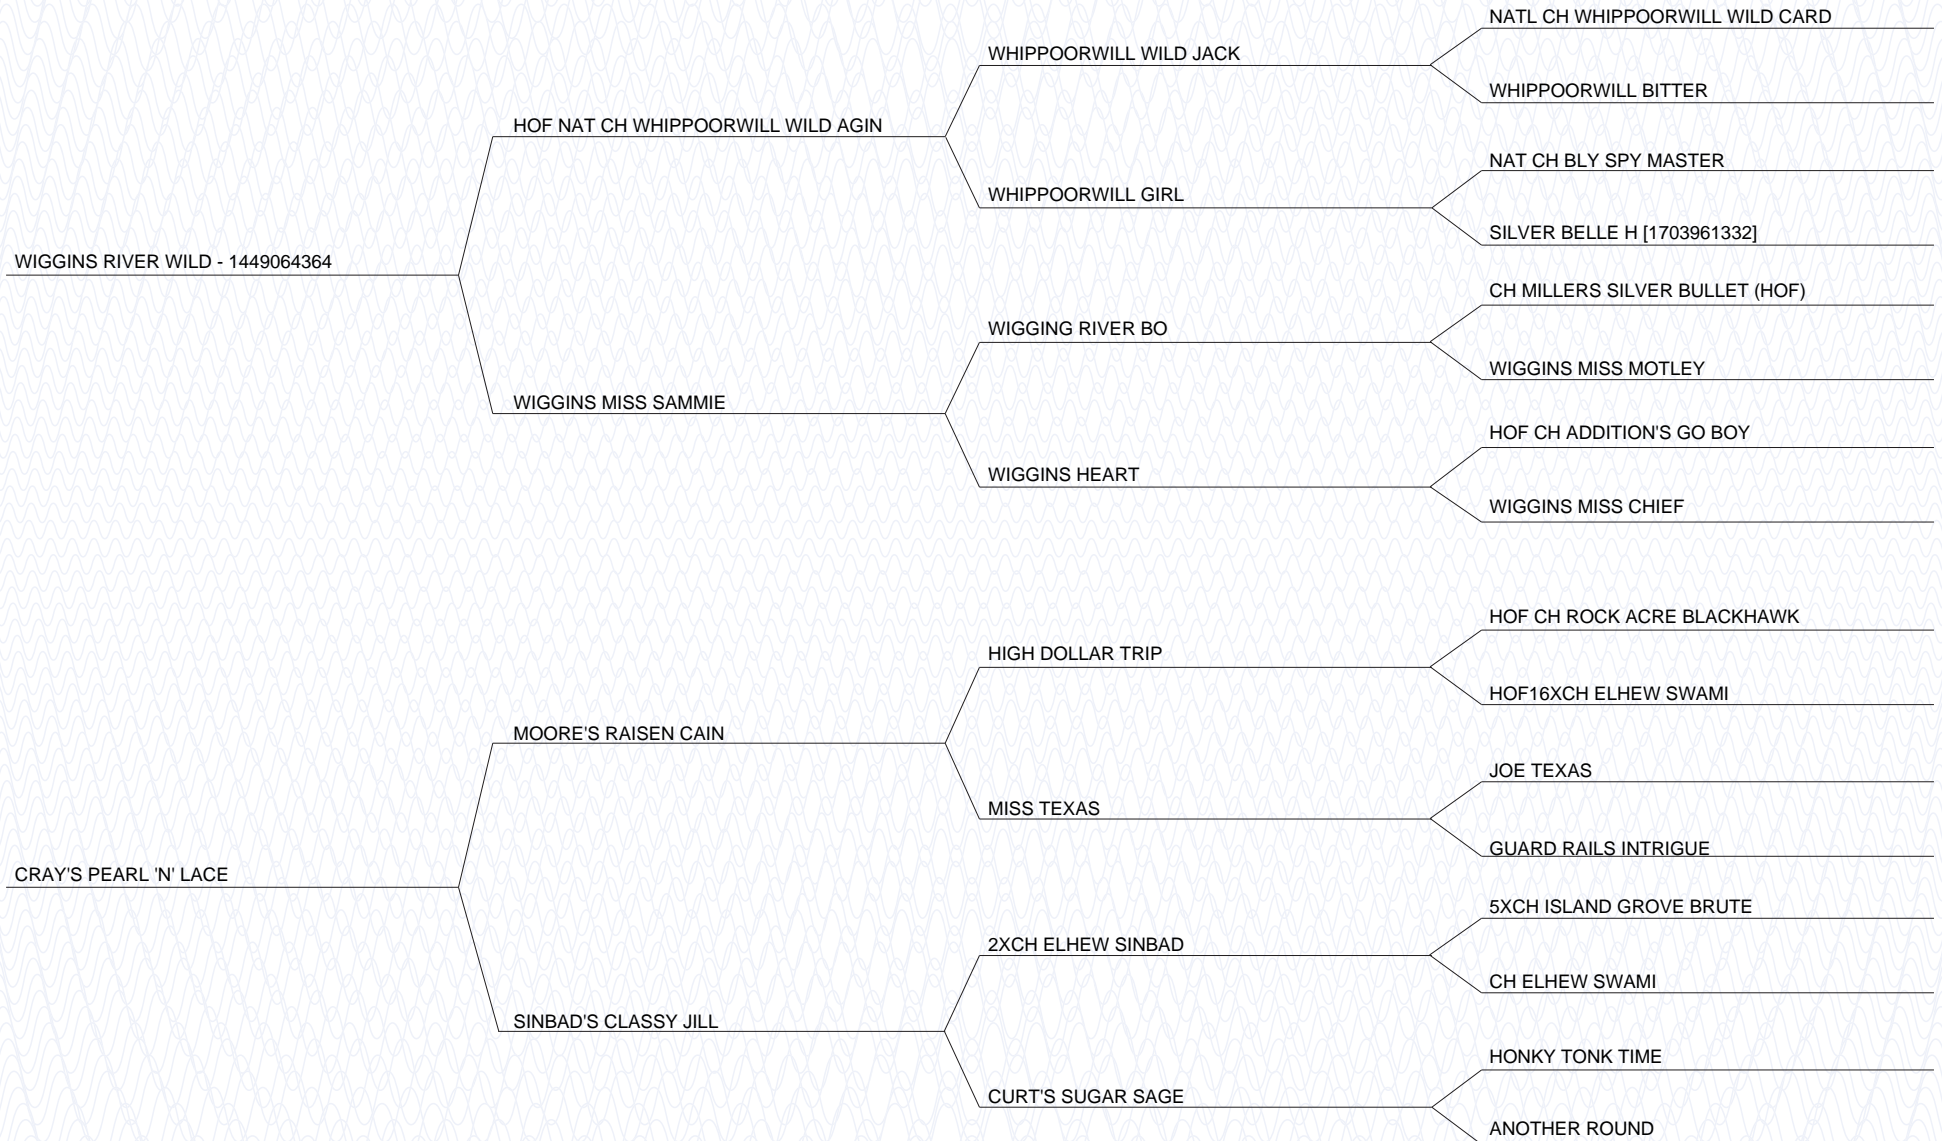 NATL CH WHIPPOORWILL WILD CARD
WHIPPOORWILL WILD JACK
WHIPPOORWILL BITTER
HOF NAT CH WHIPPOORWILL WILD AGIN
NAT CH BLY SPY MASTER
WHIPPOORWILL GIRL
SILVER BELLE H [1703961332]
WIGGINS RIVER WILD - 1449064364
CH MILLERS SILVER BULLET (HOF)
WIGGING RIVER BO
WIGGINS MISS MOTLEY
WIGGINS MISS SAMMIE
HOF CH ADDITION'S GO BOY
WIGGINS HEART
WIGGINS MISS CHIEF
HOF CH ROCK ACRE BLACKHAWK
HIGH DOLLAR TRIP
HOF16XCH ELHEW SWAMI
MOORE'S RAISEN CAIN
JOE TEXAS
MISS TEXAS
GUARD RAILS INTRIGUE
CRAY'S PEARL 'N' LACE
5XCH ISLAND GROVE BRUTE
2XCH ELHEW SINBAD
CH ELHEW SWAMI
SINBAD'S CLASSY JILL
HONKY TONK TIME
CURT'S SUGAR SAGE
ANOTHER ROUND